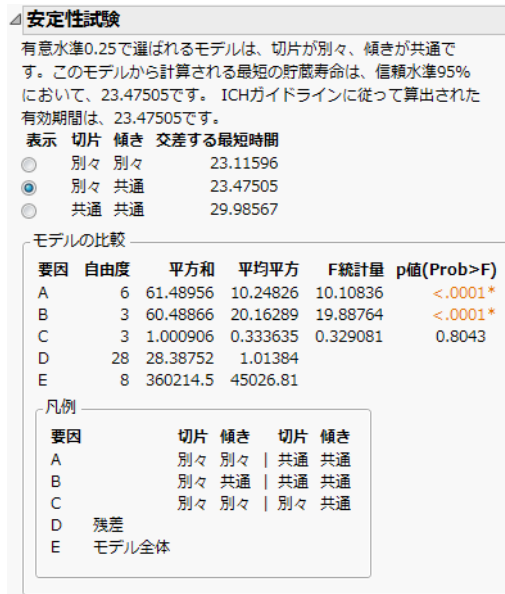 安定性試験
有意水準0.25で選ばれるモデルは、切片が別々、傾きが共通で
す。このモデルから計算される最短の貯蔵寿命は、信頼水準95%
において、23.47505です。 ICHガイドラインに従って算出された
有効期間は、23.47505です。
表示 切片 傾き 交差する最短時間
別々 別々 23.11596
別々 共通 23.47505
共通 共通 29.98567
モデルの比較
要因 自由度 平方和 平均平方 F統計量 p値(Prob>F)
A 6 61.48956 10.24826 10.10836 <.0001*
B 3 60.48866 20.16289 19.88764 <.0001*
C 3 1.000906 0.333635 0.329081 0.8043
D 28 28.38752 1.01384
E 8 360214.5 45026.81
凡例
要因 切片 傾き 切片 傾き
A 別々 別々 | 共通 共通
B 別々 共通 | 共通 共通
C 別々 別々 | 別々 共通
D 残差
E モデル全体